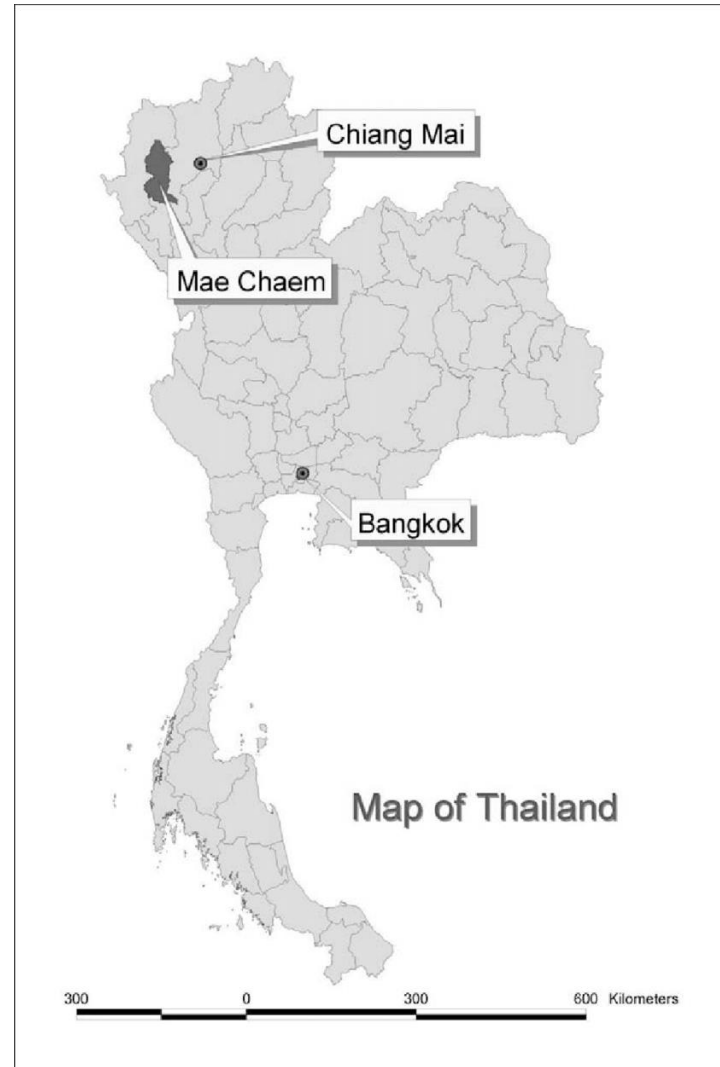 Chiang Mai
Mae Chaem
Bangkok
Map of Thailand
300 0 300 600 Kilometers